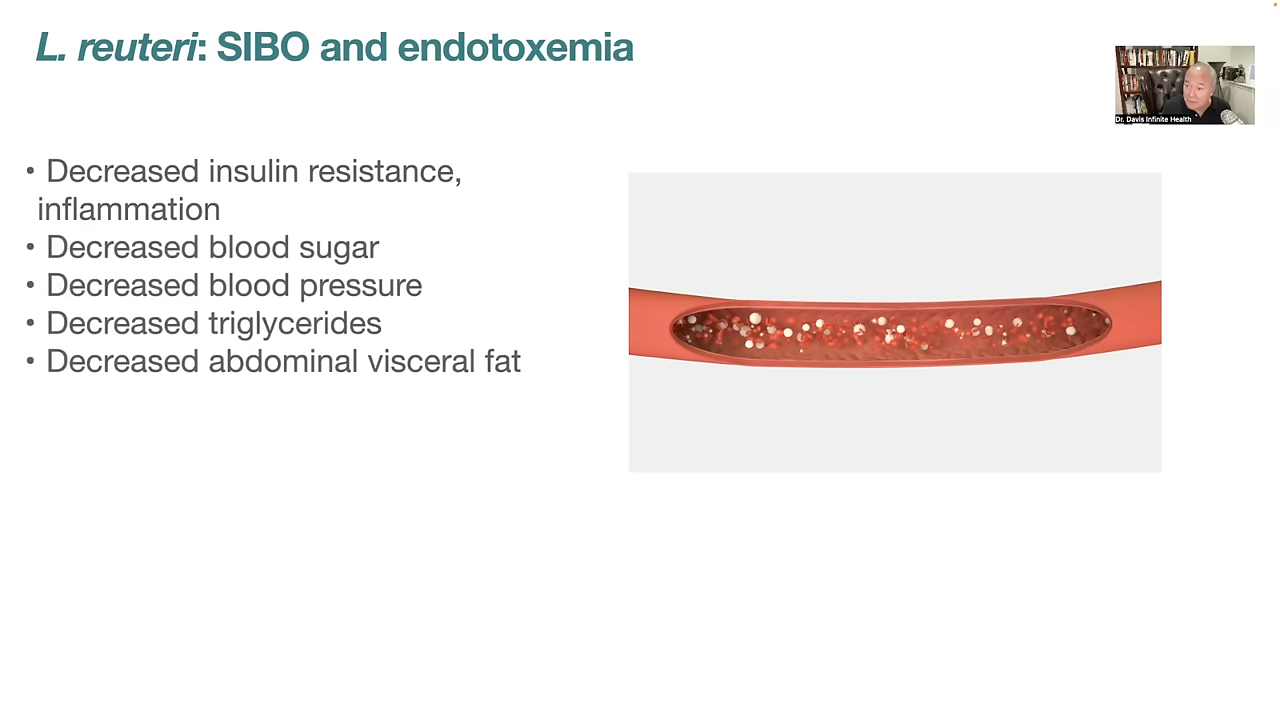 L. reuteri: SIBO and endotoxemia
Dr. Davis Infinite Health
• Decreased insulin resistance,
inflammation
• Decreased blood sugar
• Decreased blood pressure
• Decreased triglycerides
• Decreased abdominal visceral fat